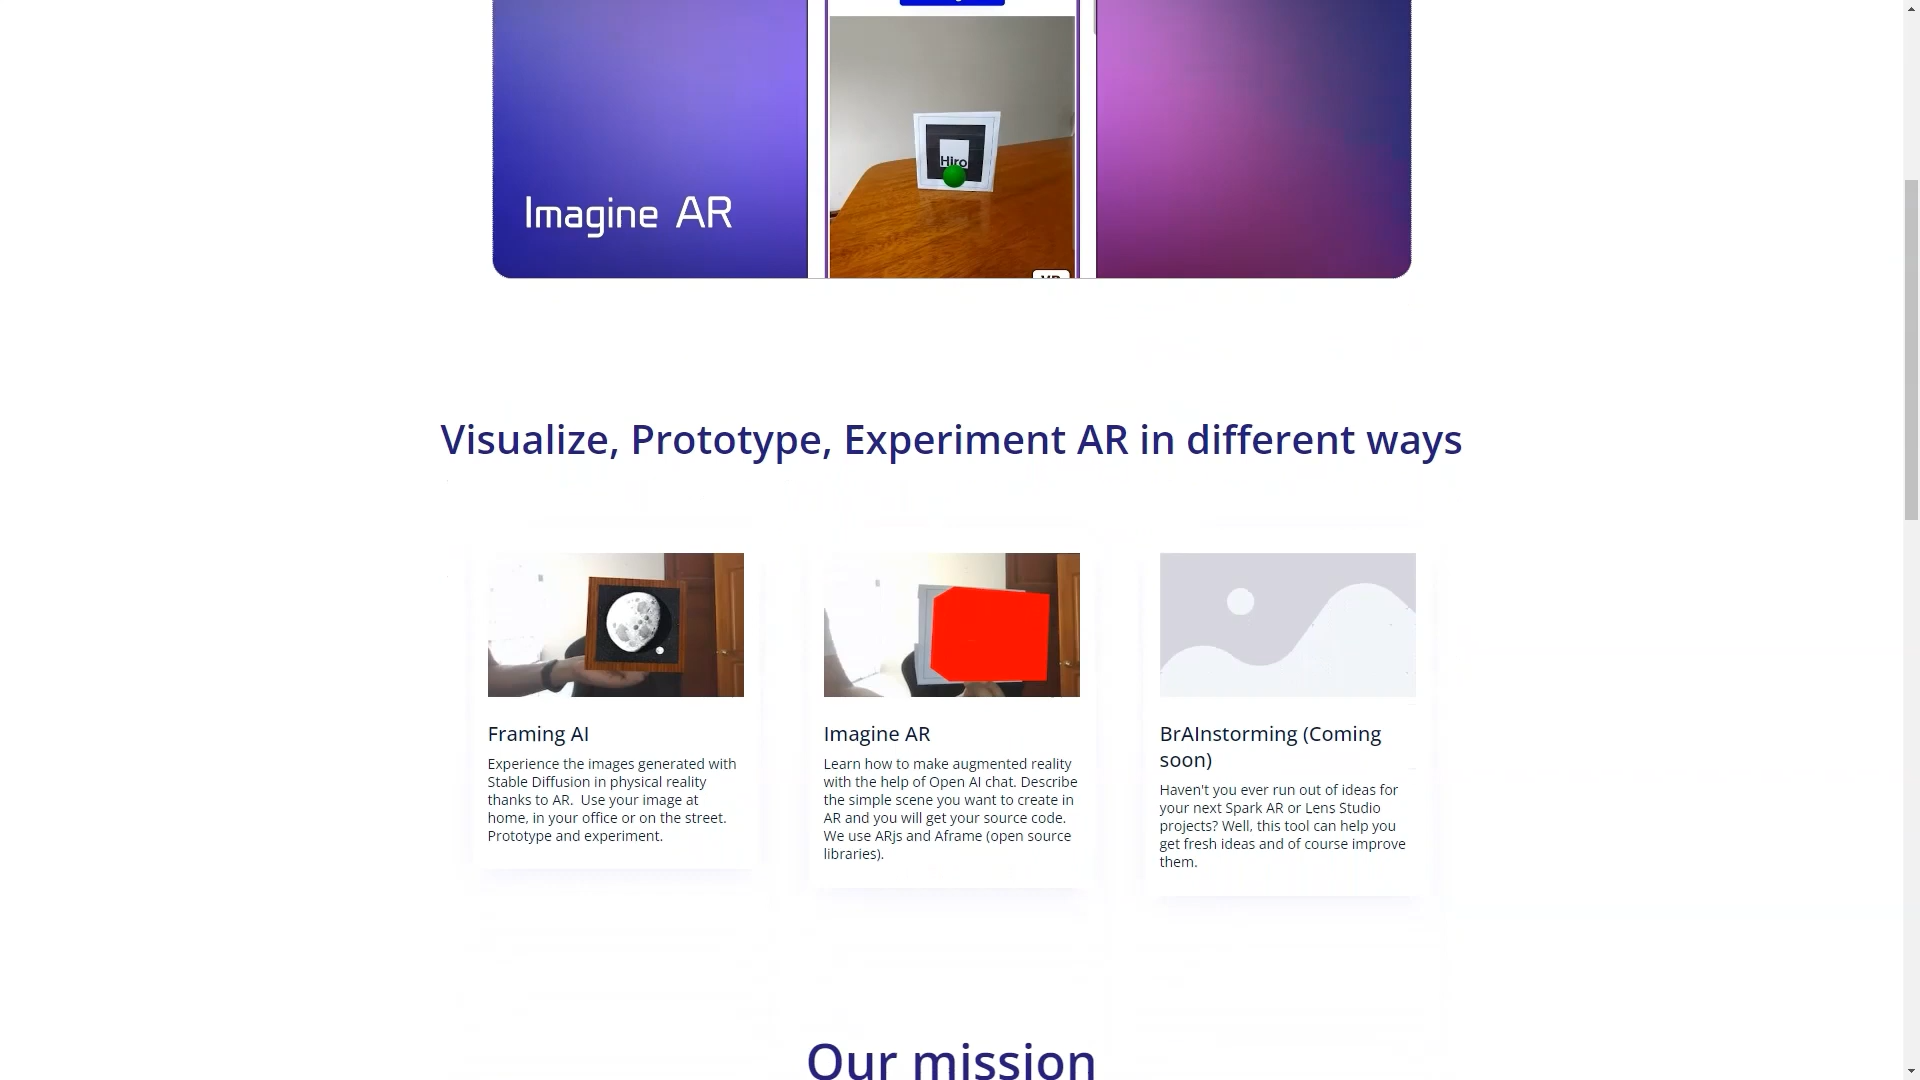 Hiro
Imagine AR
Visualize, Prototype, Experiment AR in different ways
Framing AI
Experience the images generated with
Stable Diffusion in physical reality
thanks to AR.  Use your image at
home, in your office or on the street.
Prototype and experiment.
Imagine AR
Learn how to make augmented reality
with the help of Open AI chat. Describe
the simple scene you want to create in
AR and you will get your source code.
We use ARjs and Aframe (open source
libraries).
BrAInstorming (Coming
soon)
Haven't you ever run out of ideas for
your next Spark AR or Lens Studio
projects? Well, this tool can help you
get fresh ideas and of course improve
them.
Our mission